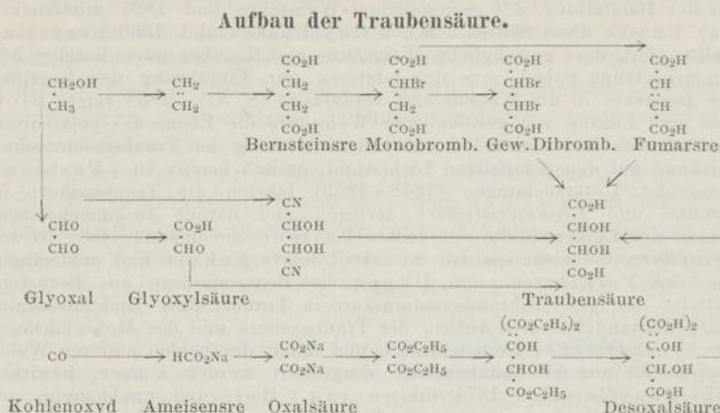 Aufbau der Traubensäure.
CO2H CO2H CO2H CO2H
CH2OH CH2 CH2 CHBr CHBr CH
CH3 CH2 CH2 CH2 CHBr CH
CO2H CO2H CO2H CO2H
Bernsteinsre Monobromb. Gew. Dibromb. Fumarsre
CN CO2H
CHO CO2H CHOH CHOH
CHO CHO CHOH CHOH
CN CO2H
Glyoxal Glyoxylsäure Traubensäure
(CO2C2H5)2 (CO2H)2
CO HCO2Na CO2Na CO2C2H5 COH C.OH
CO2Na CO2C2H5 CHOH CH.OH
CO2C2H5 CO2H
Kohlenoxyd Ameisensre Oxalsäure Desoxalsäure